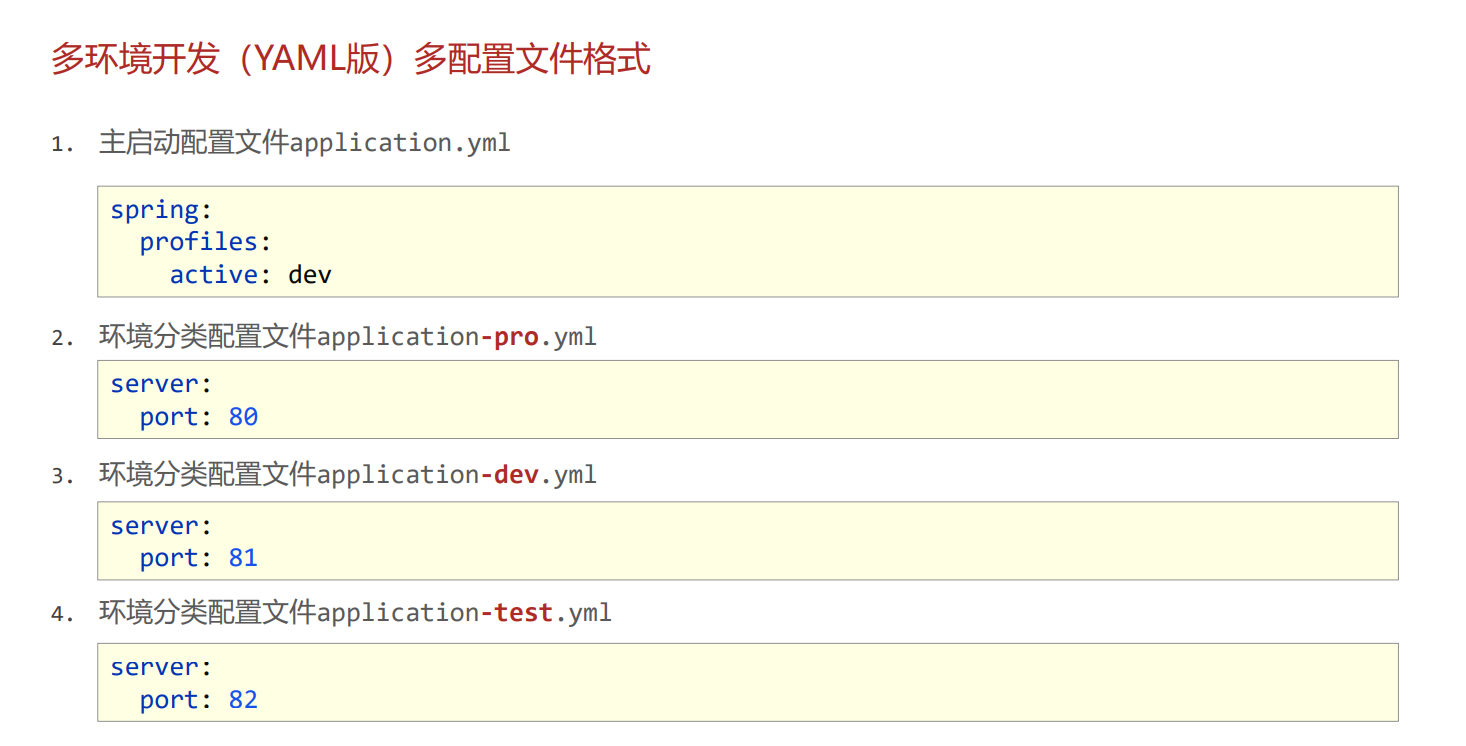 多环境开发（YAML版）多配置文件格式
1. 主启动配置文件application.yml
spring:
  profiles:
    active: dev
2. 环境分类配置文件application-pro.yml
server:
  port: 80
3. 环境分类配置文件application-dev.yml
server:
  port: 81
4. 环境分类配置文件application-test.yml
server:
  port: 82